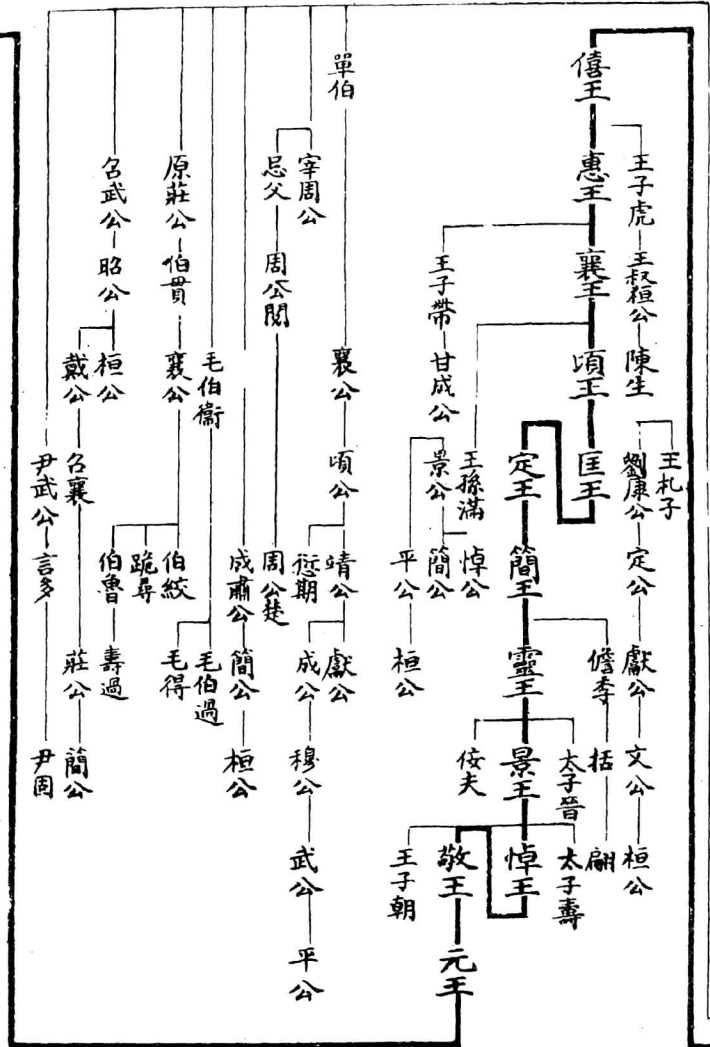 王子虎
王叔桓公
陳生
王札子
劉康公
定公
獻公
文公
桓公
僖王
惠王
襄王
頃王
匡王
定王
簡王
靈王
景王
悼王
敬王
元王
儋季
括
翩
太子晉
太子壽
佞夫
王子朝
王孫滿
王子帶
甘成公
悼公
簡公
景公
平公
桓公
單伯
襄公
頃公
靖公
獻公
愆期
成公
穆公
武公
平公
宰周公
忌父
周公閱
周公楚
成肅公
簡公
桓公
毛伯衞
毛伯過
毛得
原莊公
伯貫
襄公
伯絞
跪尋
伯魯
壽過
召武公
昭公
桓公
戴公
召襄
莊公
簡公
尹武公
言多
尹圉